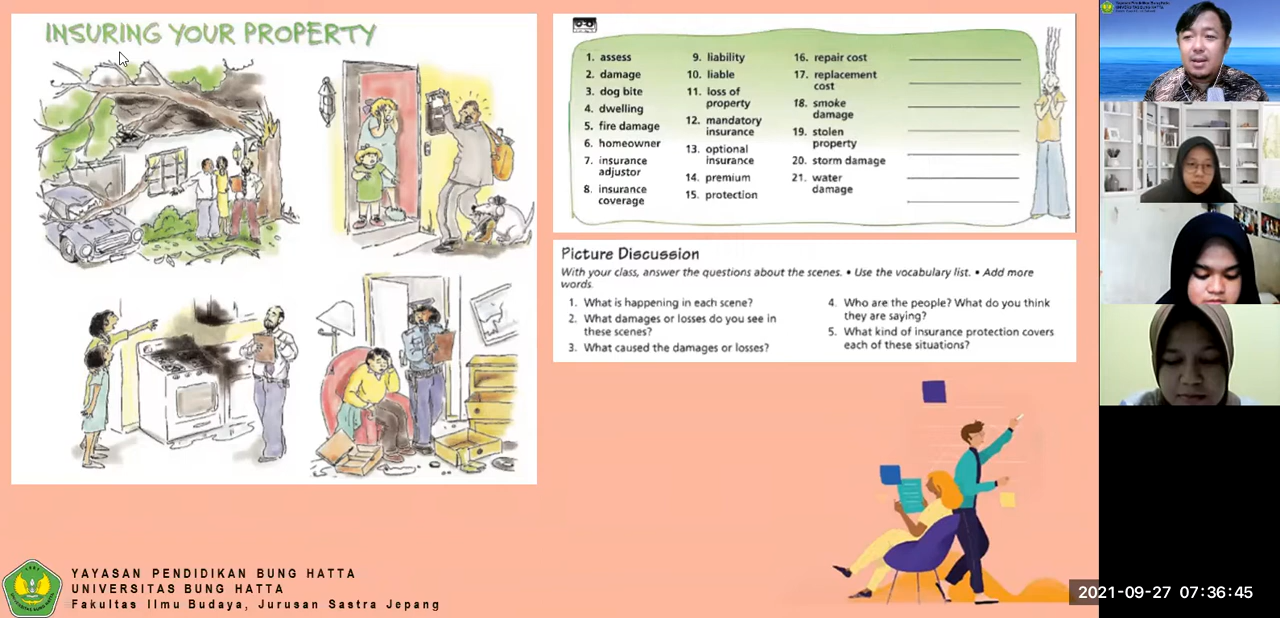 INSURING YOUR PROPERTY
1. assess
2. damage
3. dog bite
4. dwelling
5. fire damage
6. homeowner
7. insurance
adjustor
8. insurance
coverage
9. liability
10. liable
11. loss of
property
12. mandatory
insurance
13. optional
insurance
14. premium
15. protection
16. repair cost
17. replacement
cost
18. smoke
damage
19. stolen
property
20. storm damage
21. water
damage
Picture Discussion
With your class, answer the questions about the scenes. • Use the vocabulary list. • Add more
words.
1. What is happening in each scene?
2. What damages or losses do you see in
these scenes?
3. What caused the damages or losses?
4. Who are the people? What do you think
they are saying?
5. What kind of insurance protection covers
each of these situations?
YAYASAN PENDIDIKAN BUNG HATTA
UNIVERSITAS BUNG HATTA
Fakultas Ilmu Budaya, Jurusan Sastra Jepang
UNIVERSITAS BUNG HATTA
2021-09-27 07:36:45